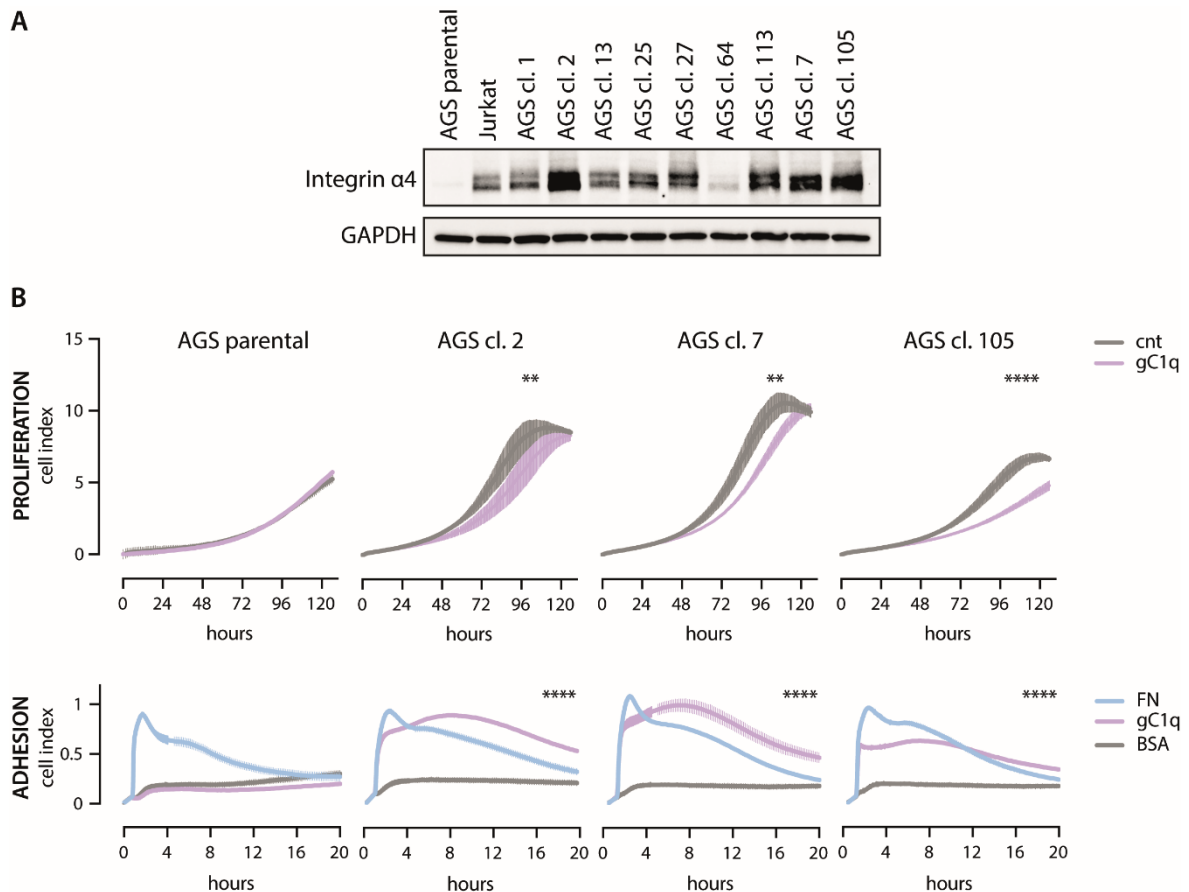 A
AGS parental
Jurkat
AGS cl. 1
AGS cl. 2
AGS cl. 13
AGS cl. 25
AGS cl. 27
AGS cl. 64
AGS cl. 113
AGS cl. 7
AGS cl. 105
Integrin α4
GAPDH
B
PROLIFERATION
cell index
15
10
5
0
AGS parental
AGS cl. 2
AGS cl. 7
AGS cl. 105
** ** ****
cnt
gC1q
0 24 48 72 96 120
0 24 48 72 96 120
0 24 48 72 96 120
0 24 48 72 96 120
hours hours hours hours
ADHESION
cell index
1
0.5
0
**** **** ****
FN
gC1q
BSA
0 4 8 12 16 20
0 4 8 12 16 20
0 4 8 12 16 20
0 4 8 12 16 20
hours hours hours hours